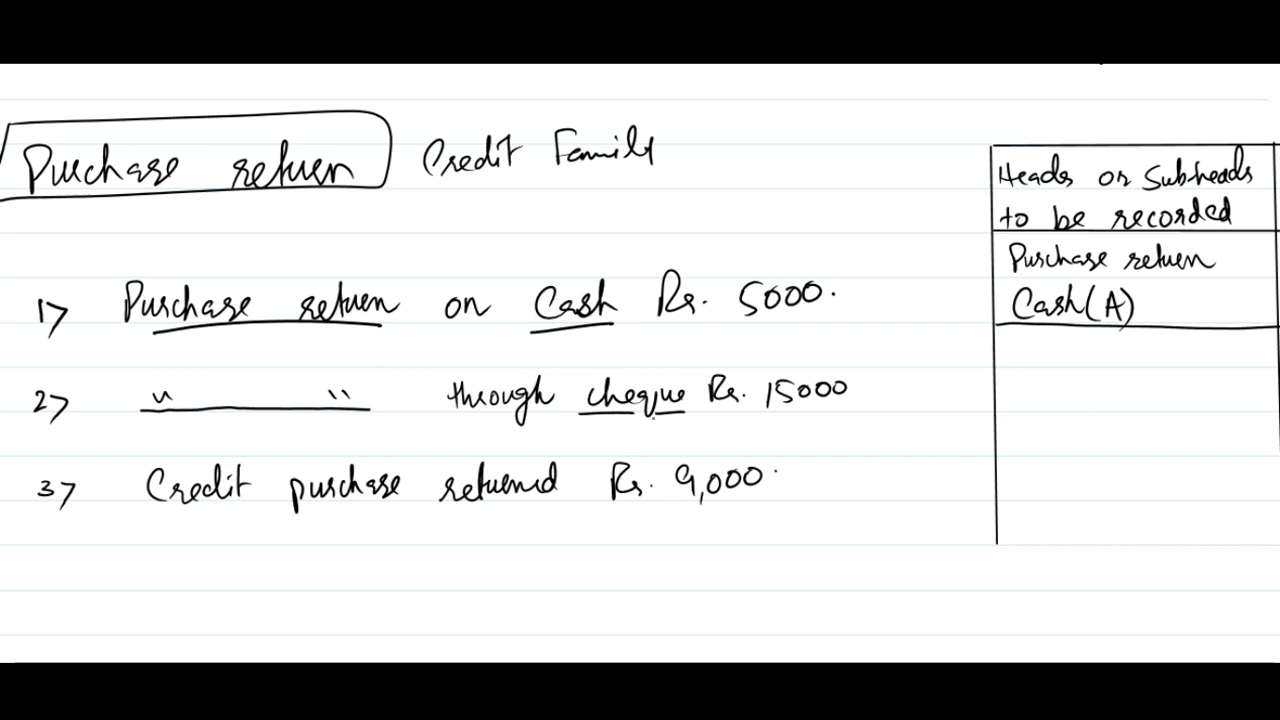 Purchase return Credit Family
1> Purchase return on Cash Rs. 5000.
2> " " through cheque Rs. 15000
3> Credit purchase returned Rs. 9,000.
Heads or Subheads
to be recorded
Purchase return
Cash(A)